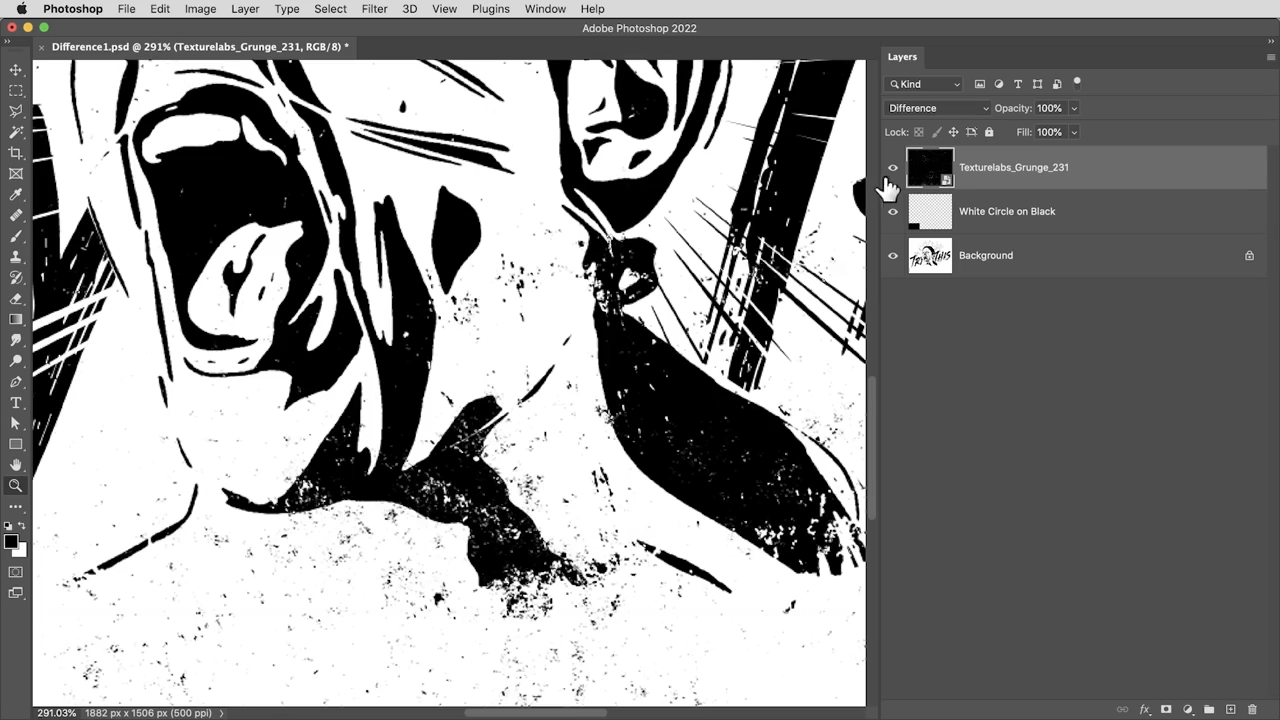 Photoshop File Edit Image Layer Type Select Filter 3D View Plugins Window Help
Adobe Photoshop 2022
Difference1.psd @ 291% (Texturelabs_Grunge_231, RGB/8) *
Layers
Kind
Difference Opacity: 100%
Lock: Fill: 100%
Texturelabs_Grunge_231
White Circle on Black
TRY THIS
Background
291.03% 1882 px x 1506 px (500 ppi)